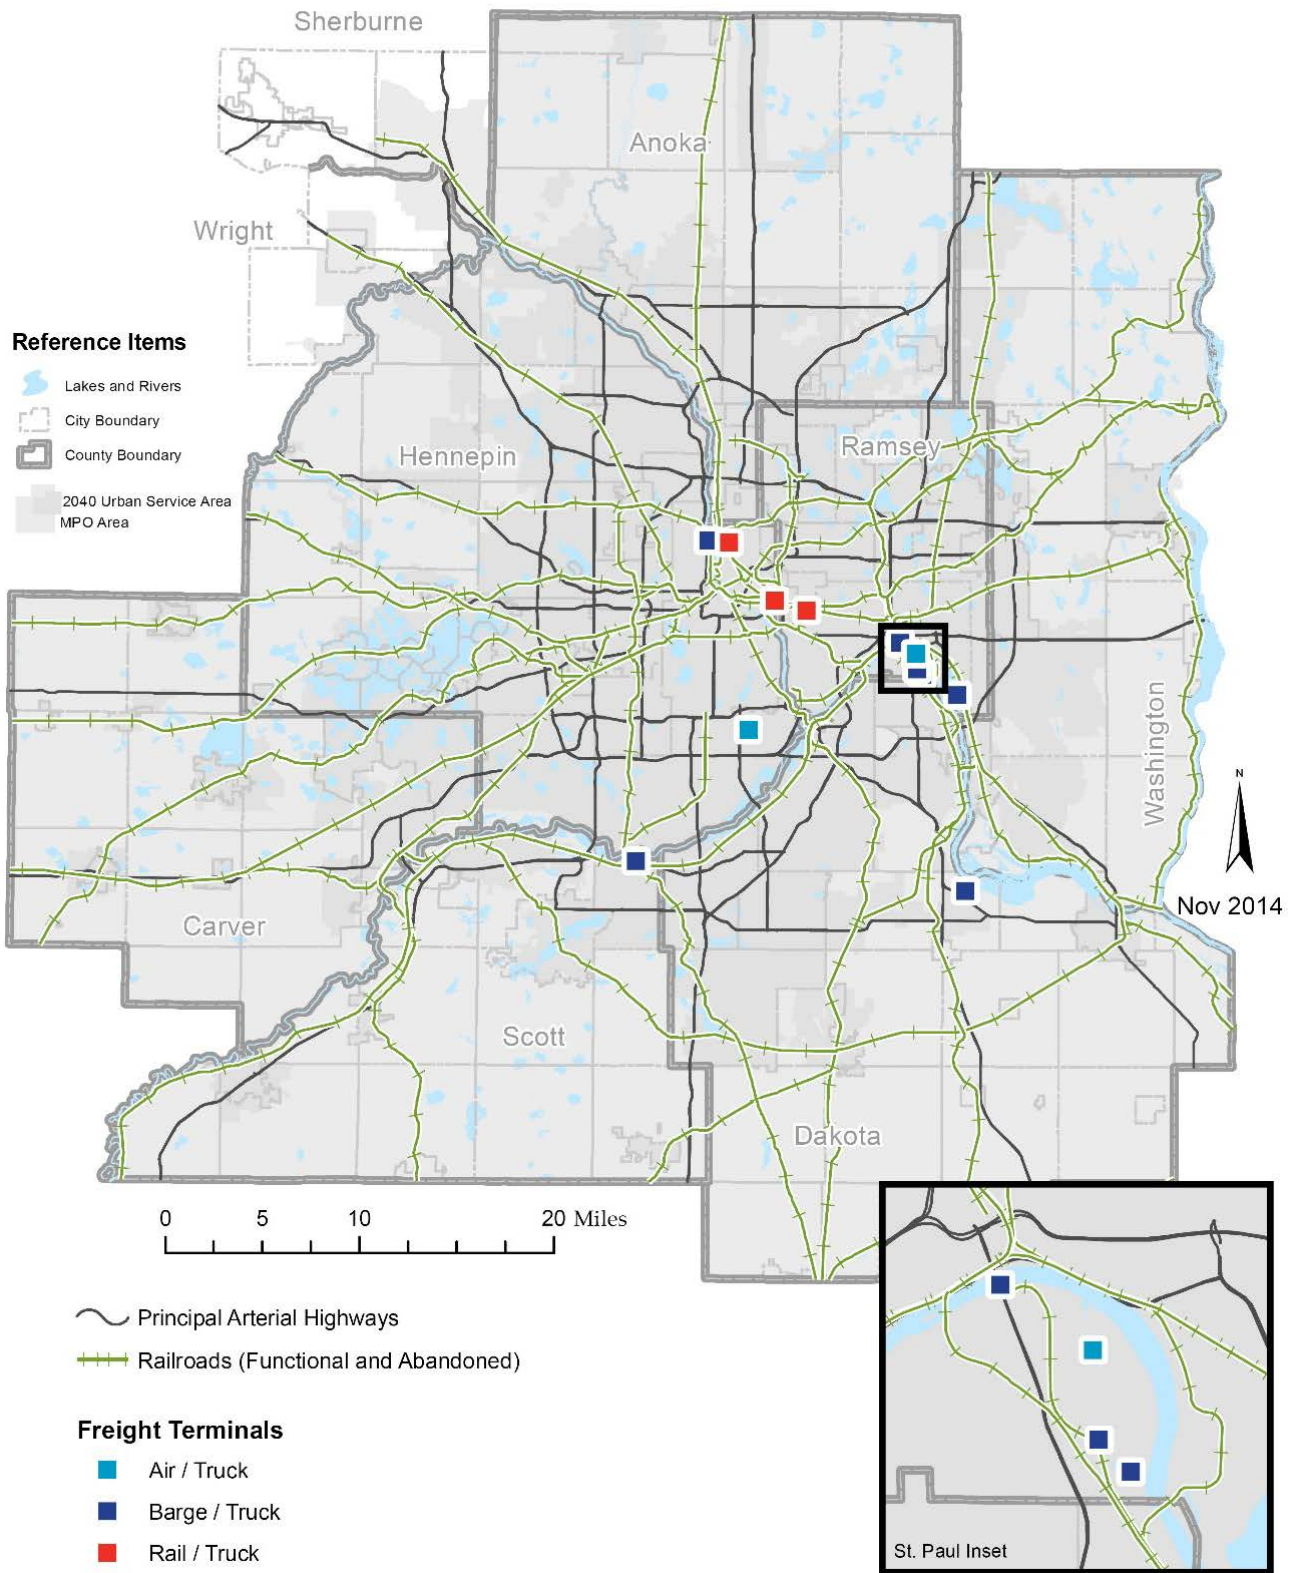 Sherburne
Anoka
Wright
Reference Items
Lakes and Rivers
City Boundary
County Boundary
2040 Urban Service Area
MPO Area
Hennepin
Ramsey
Washington
N
Nov 2014
Carver
Scott
Dakota
0 5 10 20 Miles
Principal Arterial Highways
Railroads (Functional and Abandoned)
Freight Terminals
Air / Truck
Barge / Truck
Rail / Truck
St. Paul Inset